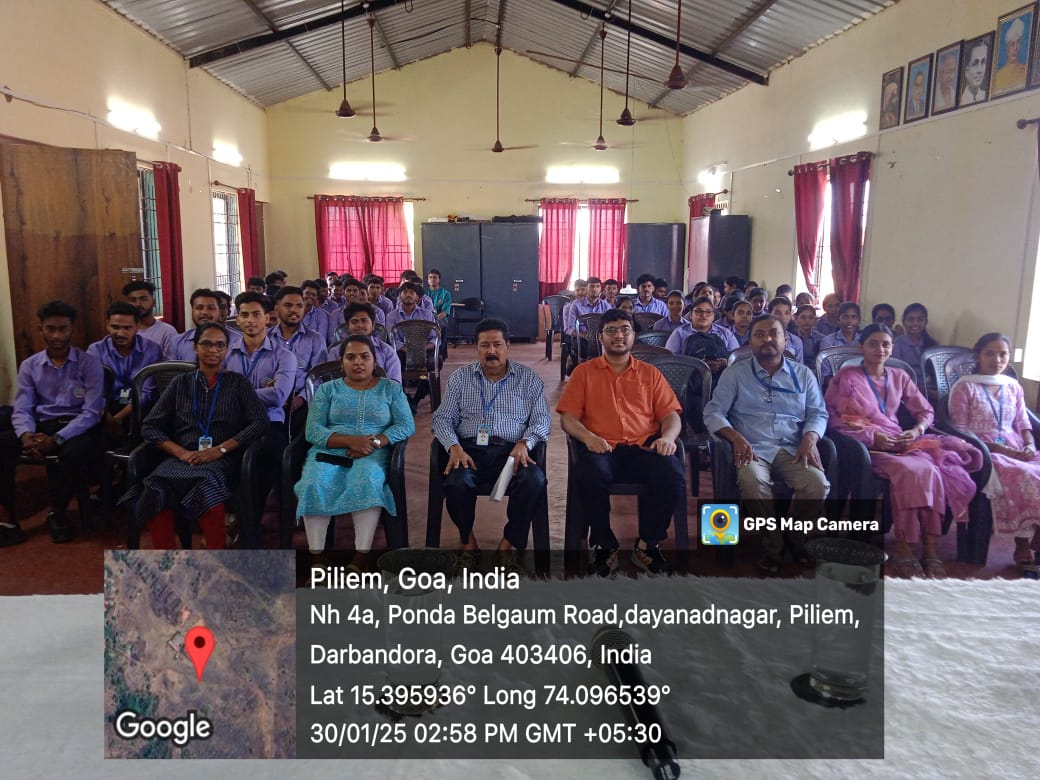 GPS Map Camera
Piliem, Goa, India
Nh 4a, Ponda Belgaum Road,dayanadnagar, Piliem,
Darbandora, Goa 403406, India
Lat 15.395936° Long 74.096539°
30/01/25 02:58 PM GMT +05:30
Google